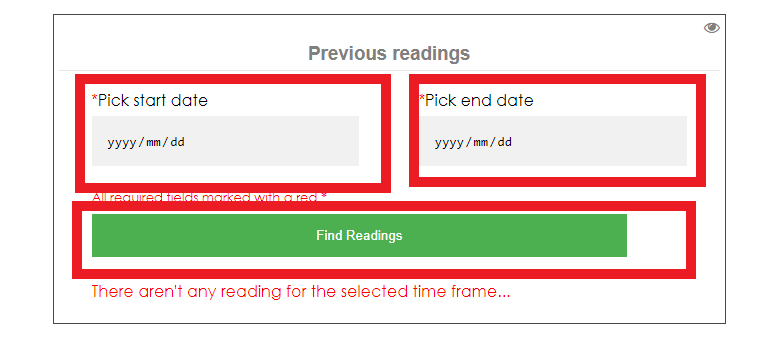 Previous readings
*Pick start date
*Pick end date
yyyy/mm/dd
yyyy/mm/dd
All required fields marked with a red *
Find Readings
There aren't any reading for the selected time frame...